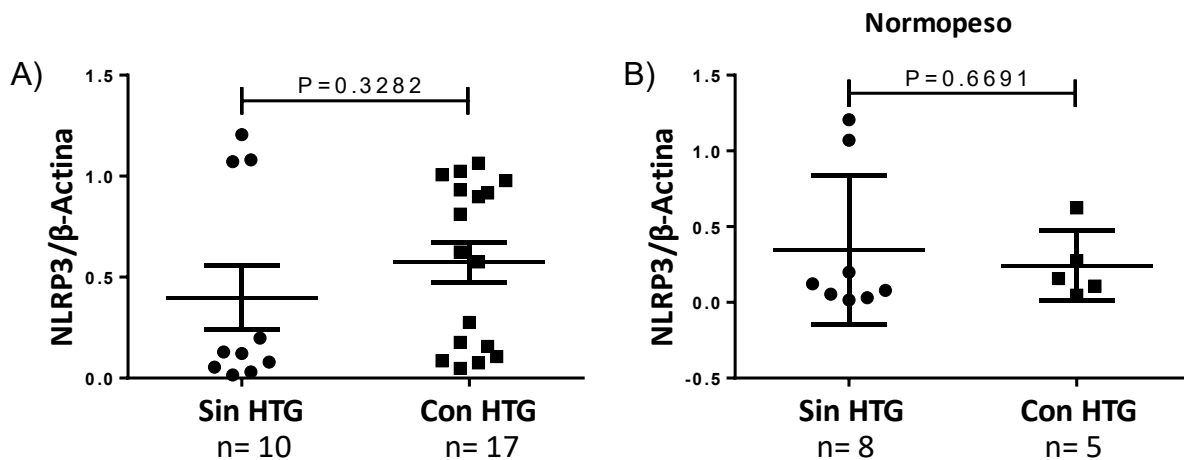 A)
NLRP3/β-Actina
1.5
1.0
0.5
0.0
P=0.3282
Sin HTG
n= 10
Con HTG
n= 17
B)
Normopeso
NLRP3/β-Actina
1.5
1.0
0.5
0.0
-0.5
P=0.6691
Sin HTG
n= 8
Con HTG
n= 5